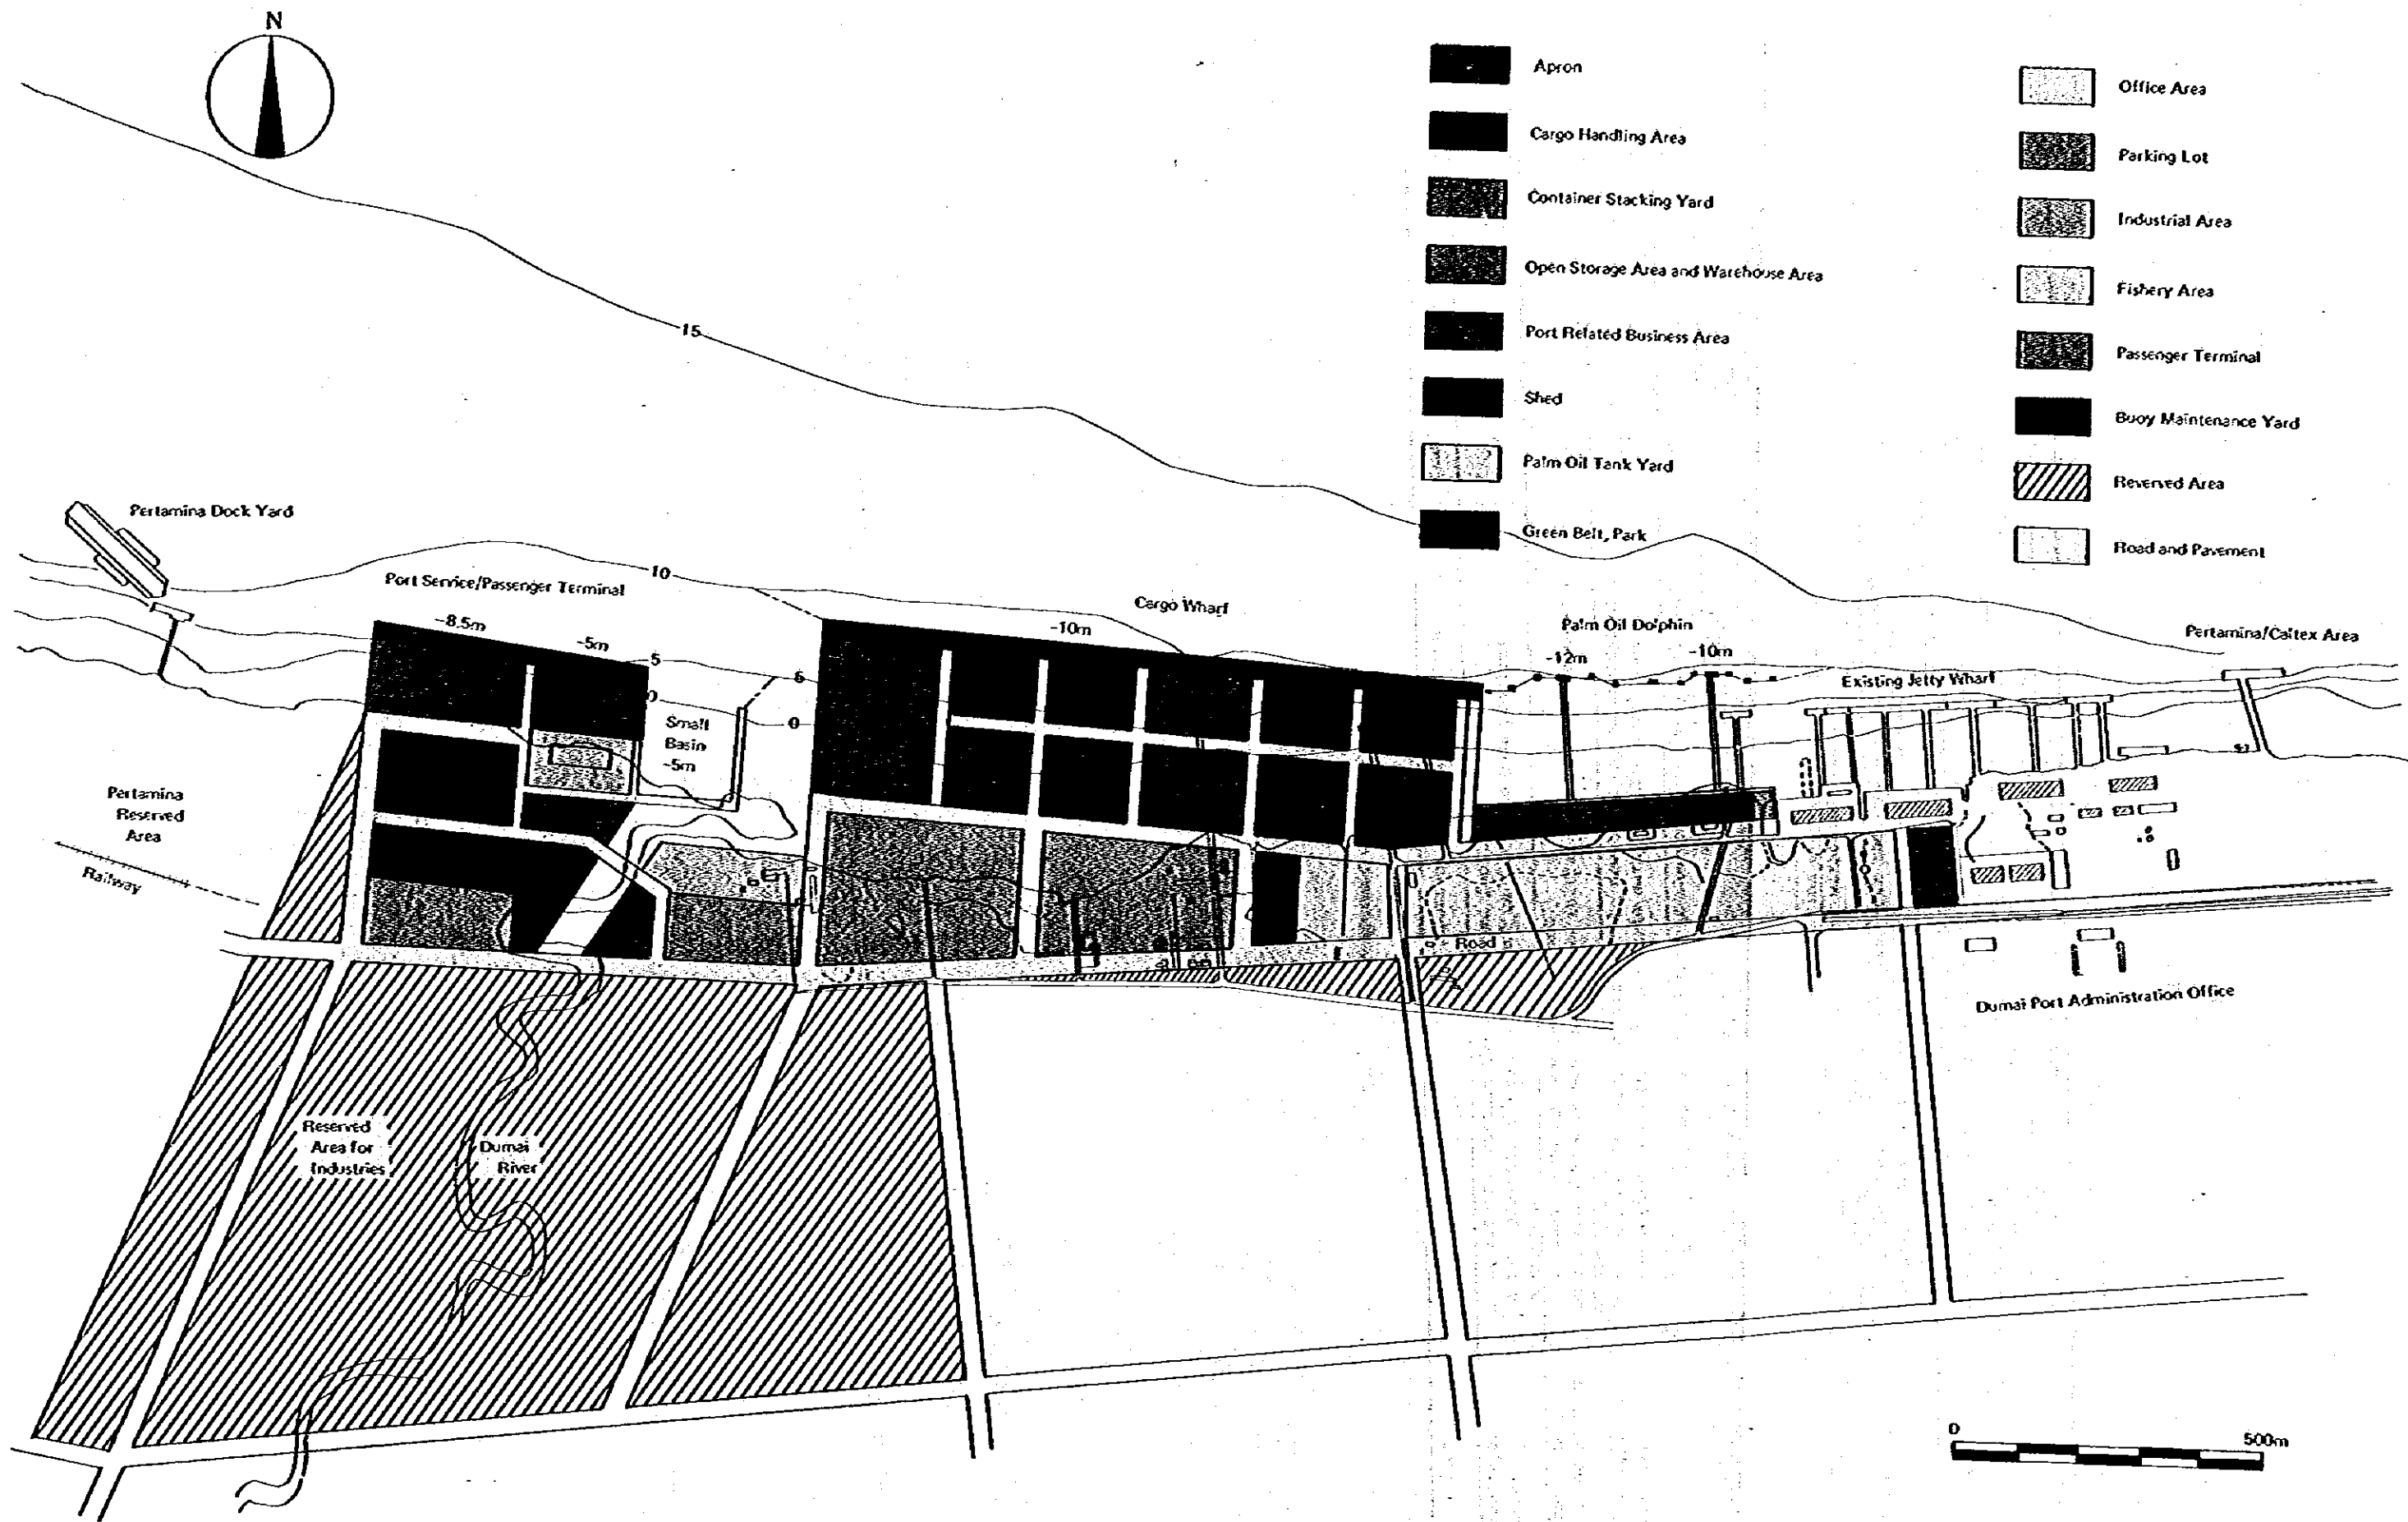 N
Apron
Cargo Handling Area
Container Stacking Yard
Open Storage Area and Warehouse Area
Port Related Business Area
Shed
Palm Oil Tank Yard
Green Belt, Park
Office Area
Parking Lot
Industrial Area
Fishery Area
Passenger Terminal
Buoy Maintenance Yard
Reverved Area
Road and Pavement
15
Pertamina Dock Yard
10
Port Service/Passenger Terminal
Cargo Wharf
-8.5m
-5m
5
-10m
Palm Oil Dolphin
-12m
-10m
Pertamina/Caltex Area
Existing Jetty Wharf
0
5
0
Small
Basin
-5m
Pertamina
Reserved
Area
Railway
Road
Dumai Port Administration Office
Reserved
Area for
Industries
Dumai
River
0
500m